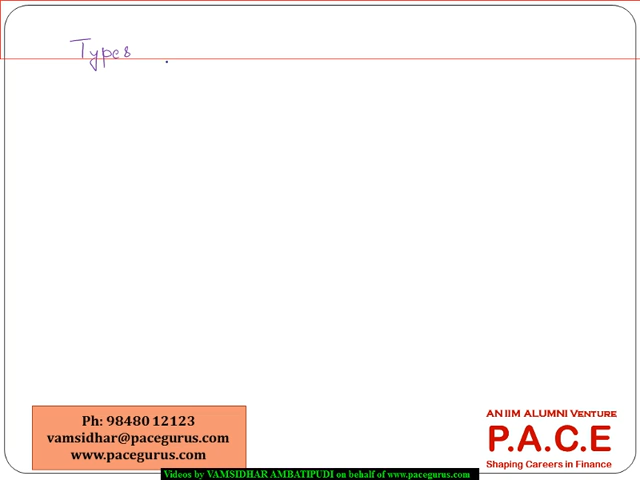 Types
Ph: 98480 12123
vamsidhar@pacegurus.com
www.pacegurus.com
AN IIM ALUMNI VENTURE
P.A.C.E
Shaping Careers in Finance
Videos by VAMSIDHAR AMBATIPUDI on behalf of www.pacegurus.com